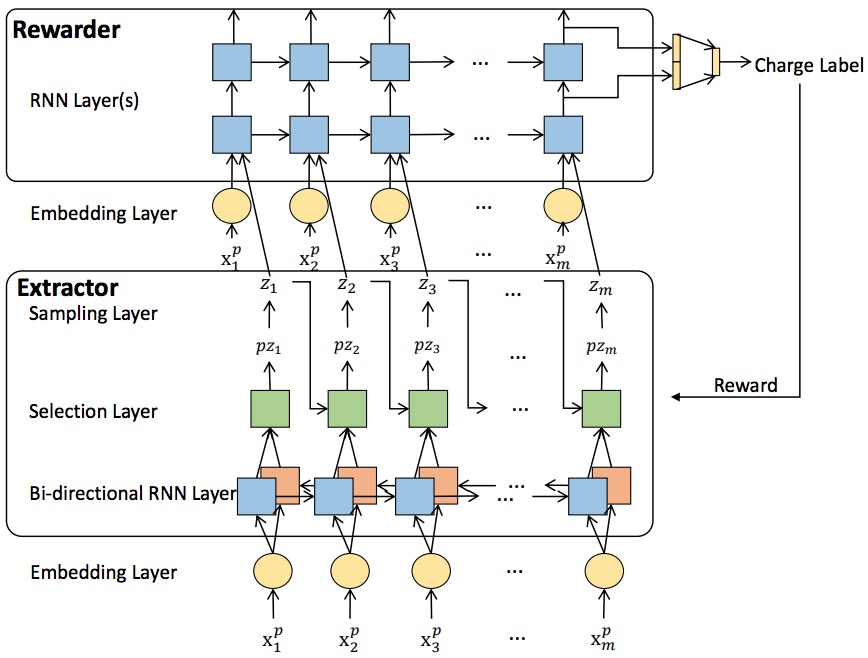 Rewarder
RNN Layer(s)
...
...
Charge Label
Embedding Layer
...
x_1^p x_2^p x_3^p ... x_m^p
Extractor
z_1 z_2 z_3 ... z_m
Sampling Layer
pz_1 pz_2 pz_3 ... pz_m
Reward
Selection Layer
...
Bi-directional RNN Layer
...
...
Embedding Layer
...
x_1^p x_2^p x_3^p ... x_m^p